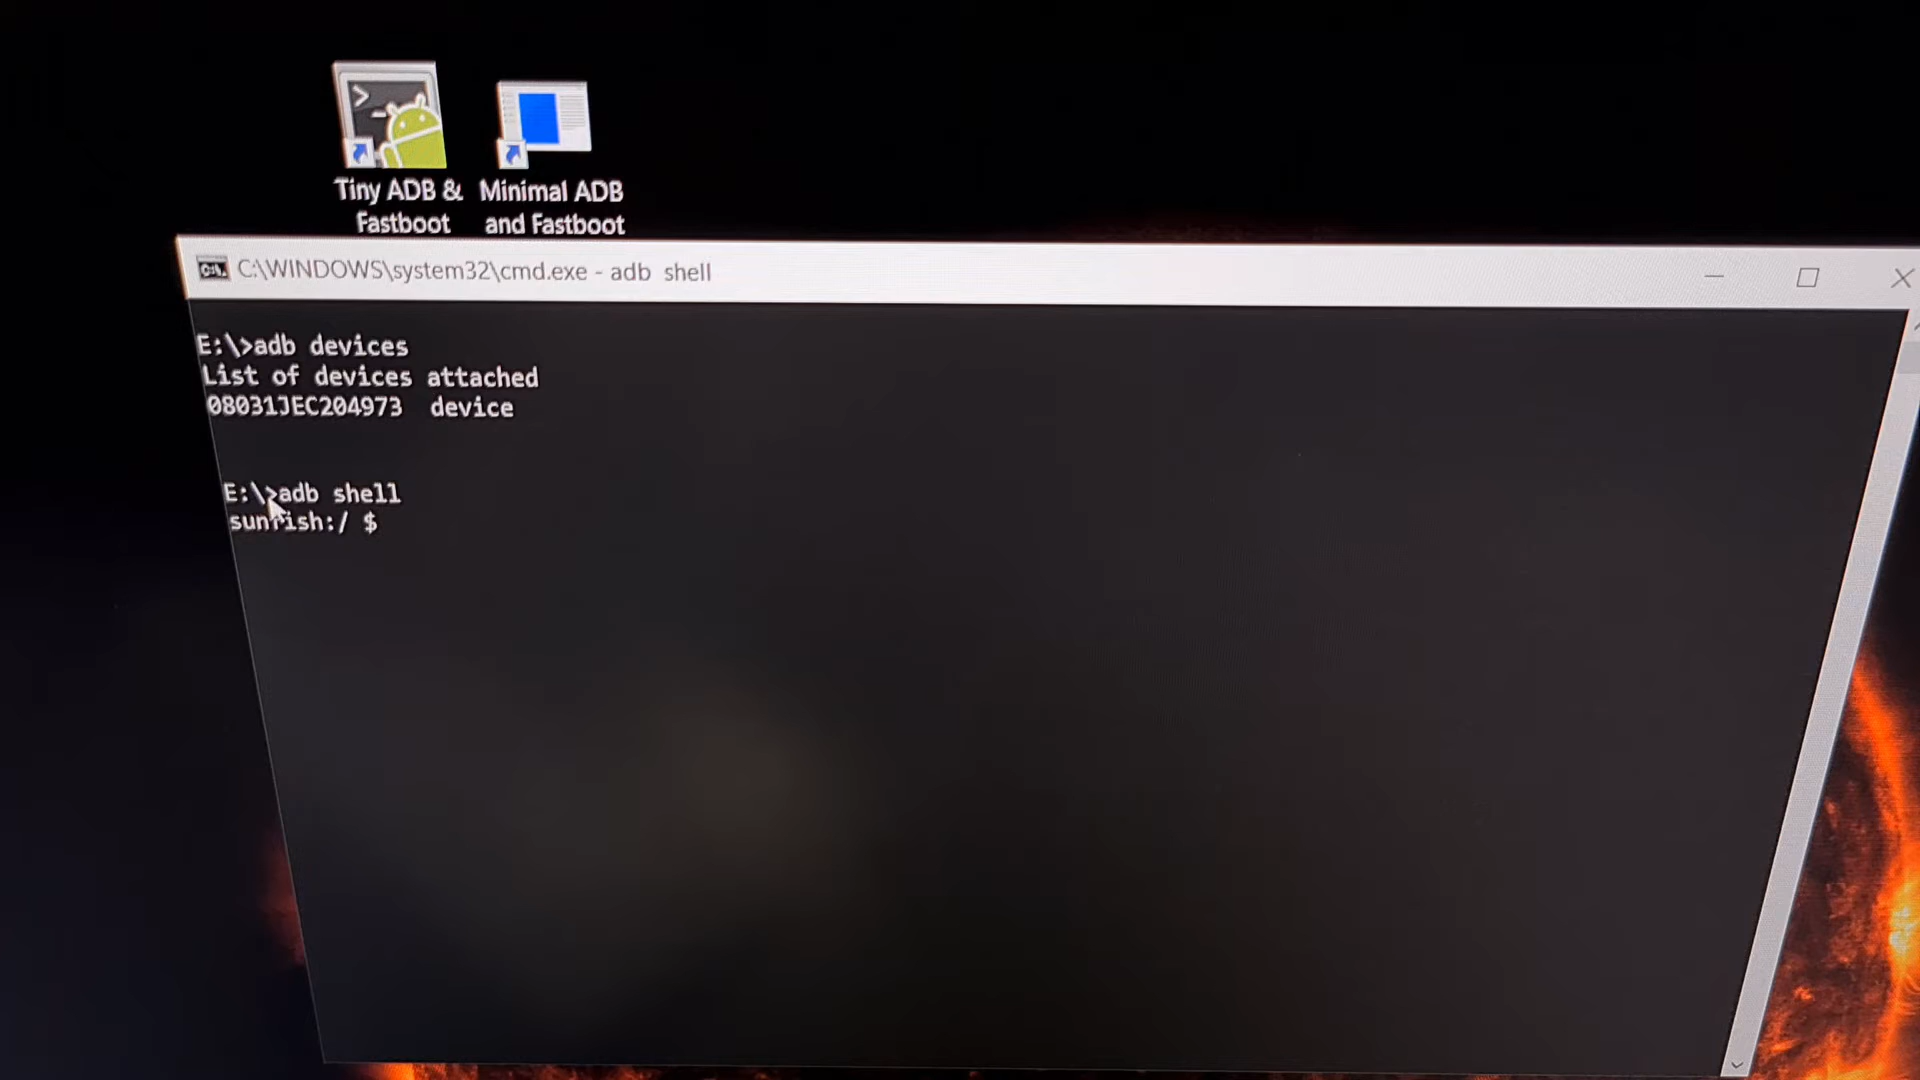 Tiny ADB &
Fastboot
Minimal ADB
and Fastboot
C:\WINDOWS\system32\cmd.exe - adb shell
E:\>adb devices
List of devices attached
08031JEC204973 device
E:\>adb shell
sunfish:/ $